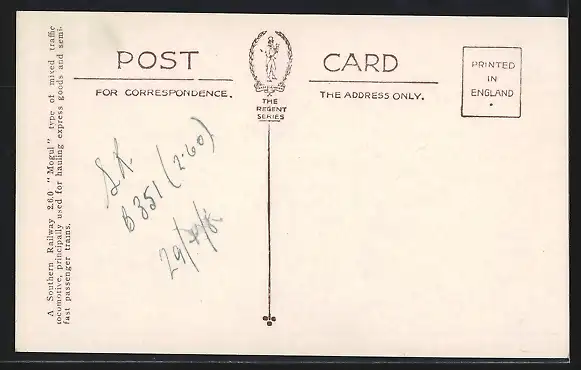 POST CARD
FOR CORRESPONDENCE.
THE ADDRESS ONLY.
THE
REGENT
SERIES
PRINTED
IN
ENGLAND
A Southern Railway 2.6.0 "Mogul" type of mixed traffic
locomotive, principally used for hauling express goods and semi-
fast passenger trains.
S.R.
B351 (2.60)